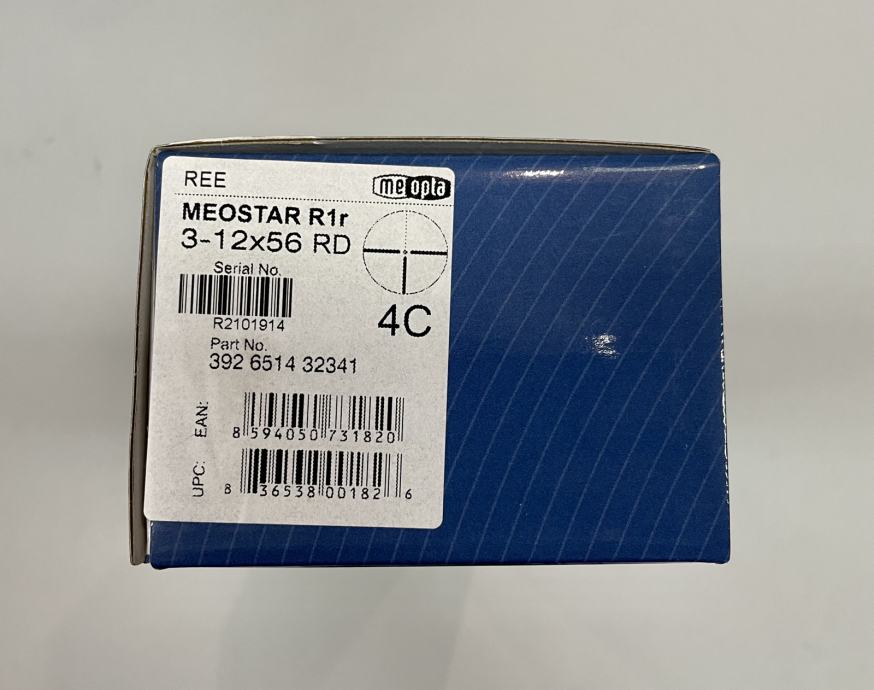 REE
meopta
MEOSTAR R1r
3-12x56 RD
Serial No.
R2101914
4C
Part No.
392 6514 32341
EAN:
8 594050 731820
UPC:
8 36538 00182 6